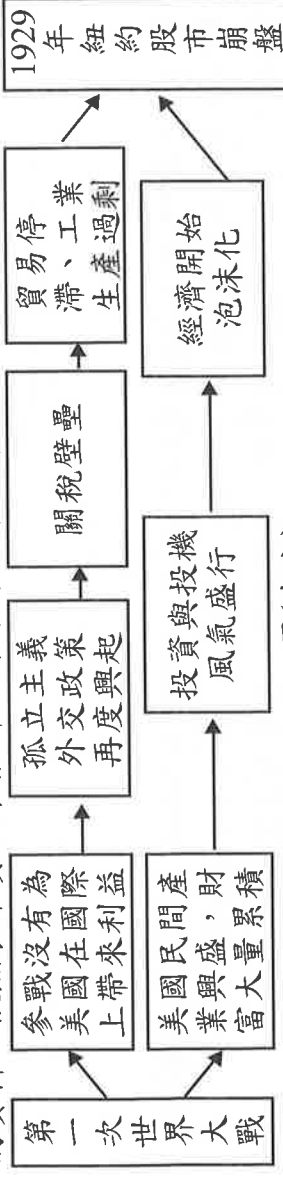 第一次世界大戰
參戰沒有為
美國在國際
上帶來利益
孤立主義
外交政策
再度興起
關稅壁壘
貿易停
滯、工業
生產過剩
美國民間產
業興盛，財
富大量累積
投資與投機
風氣盛行
經濟開始
泡沫化
1929
年紐約股市崩盤